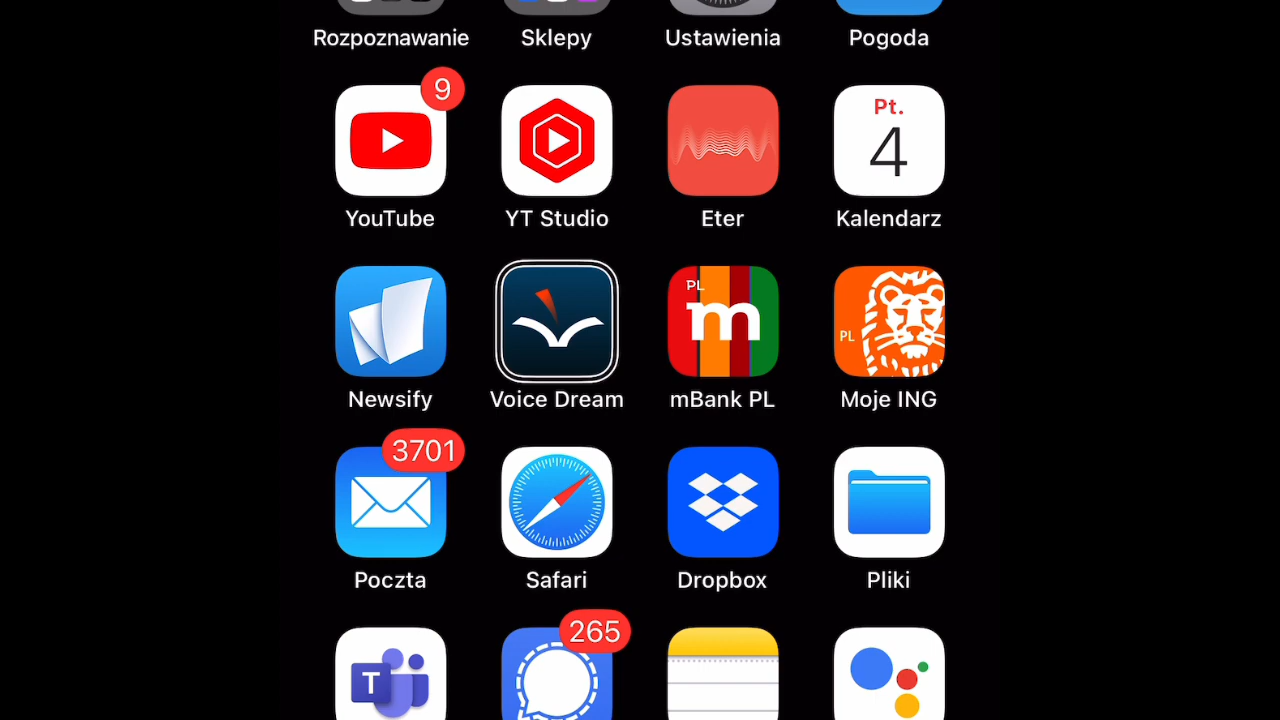 Rozpoznawanie Sklepy Ustawienia Pogoda
9
Pt.
4
YouTube YT Studio Eter Kalendarz
PL
m
PL
Newsify Voice Dream mBank PL Moje ING
3701
Poczta Safari Dropbox Pliki
265
T